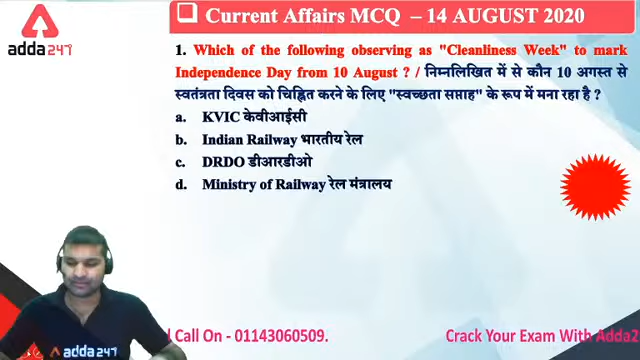 Current Affairs MCQ – 14 AUGUST 2020
adda247
1. Which of the following observing as "Cleanliness Week" to mark
Independence Day from 10 August ? / निम्नलिखित में से कौन 10 अगस्त से
स्वतंत्रता दिवस को चिह्नित करने के लिए "स्वच्छता सप्ताह" के रूप में मना रहा है ?
a. KVIC केवीआईसी
b. Indian Railway भारतीय रेल
c. DRDO डीआरडीओ
d. Ministry of Railway रेल मंत्रालय
Call On - 01143060509.
Crack Your Exam With Adda2
adda247